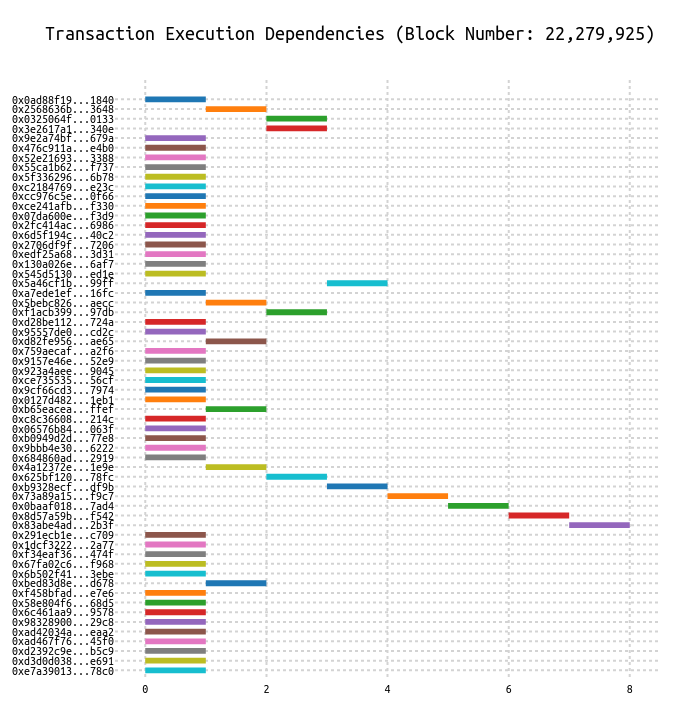 Transaction Execution Dependencies (Block Number: 22,279,925)
0x0ad88f19...1840
0x2568636b...3648
0x0325064f...0133
0x3e2617a1...340e
0x9e2a74bf...679a
0x476c911a...e4b0
0x52e21693...3388
0x55ca1b62...f737
0x5f336296...6b78
0xc2184769...e23c
0xcc976c5e...0f66
0xce241afb...f330
0x07da600e...f3d9
0x2fc414ac...6986
0x6d5f194c...40c2
0x2706df9f...7206
0xedf25a68...3d31
0x130a026e...6af7
0x545d5130...ed1e
0x5a46cf1b...99ff
0xa7ede1ef...16fc
0x5bebc826...aecc
0xf1acb399...97db
0xd28be112...724a
0x95557de0...cd2c
0xd82fe956...ae65
0x759aecaf...a2f6
0x9157e46e...52e9
0x923a4aee...9045
0xce735535...56cf
0x9cf66cd3...7974
0x0127d482...1eb1
0xb65eacea...ffef
0xc8c36608...214c
0x06576b84...063f
0xb0949d2d...77e8
0x9bbb4e30...6222
0x684860ad...2919
0x4a12372e...1e9e
0x625bf120...78fc
0xb9328ecf...df9b
0x73a89a15...f9c7
0x0baaf018...7ad4
0x8d57a59b...f542
0x83abe4ad...2b3f
0x291ecb1e...c709
0x1dcf3222...2a77
0xf34eaf36...474f
0x67fa02c6...f968
0x6b502f41...3ebe
0xbed83d8e...d678
0xf458bfad...e7e6
0x58e804f6...68d5
0x6c461aa9...9578
0x98328900...29c8
0xad42034a...eaa2
0xad467f76...45f0
0xd2392c9e...b5c9
0xd3d0d038...e691
0xe7a39013...78c0
0 2 4 6 8